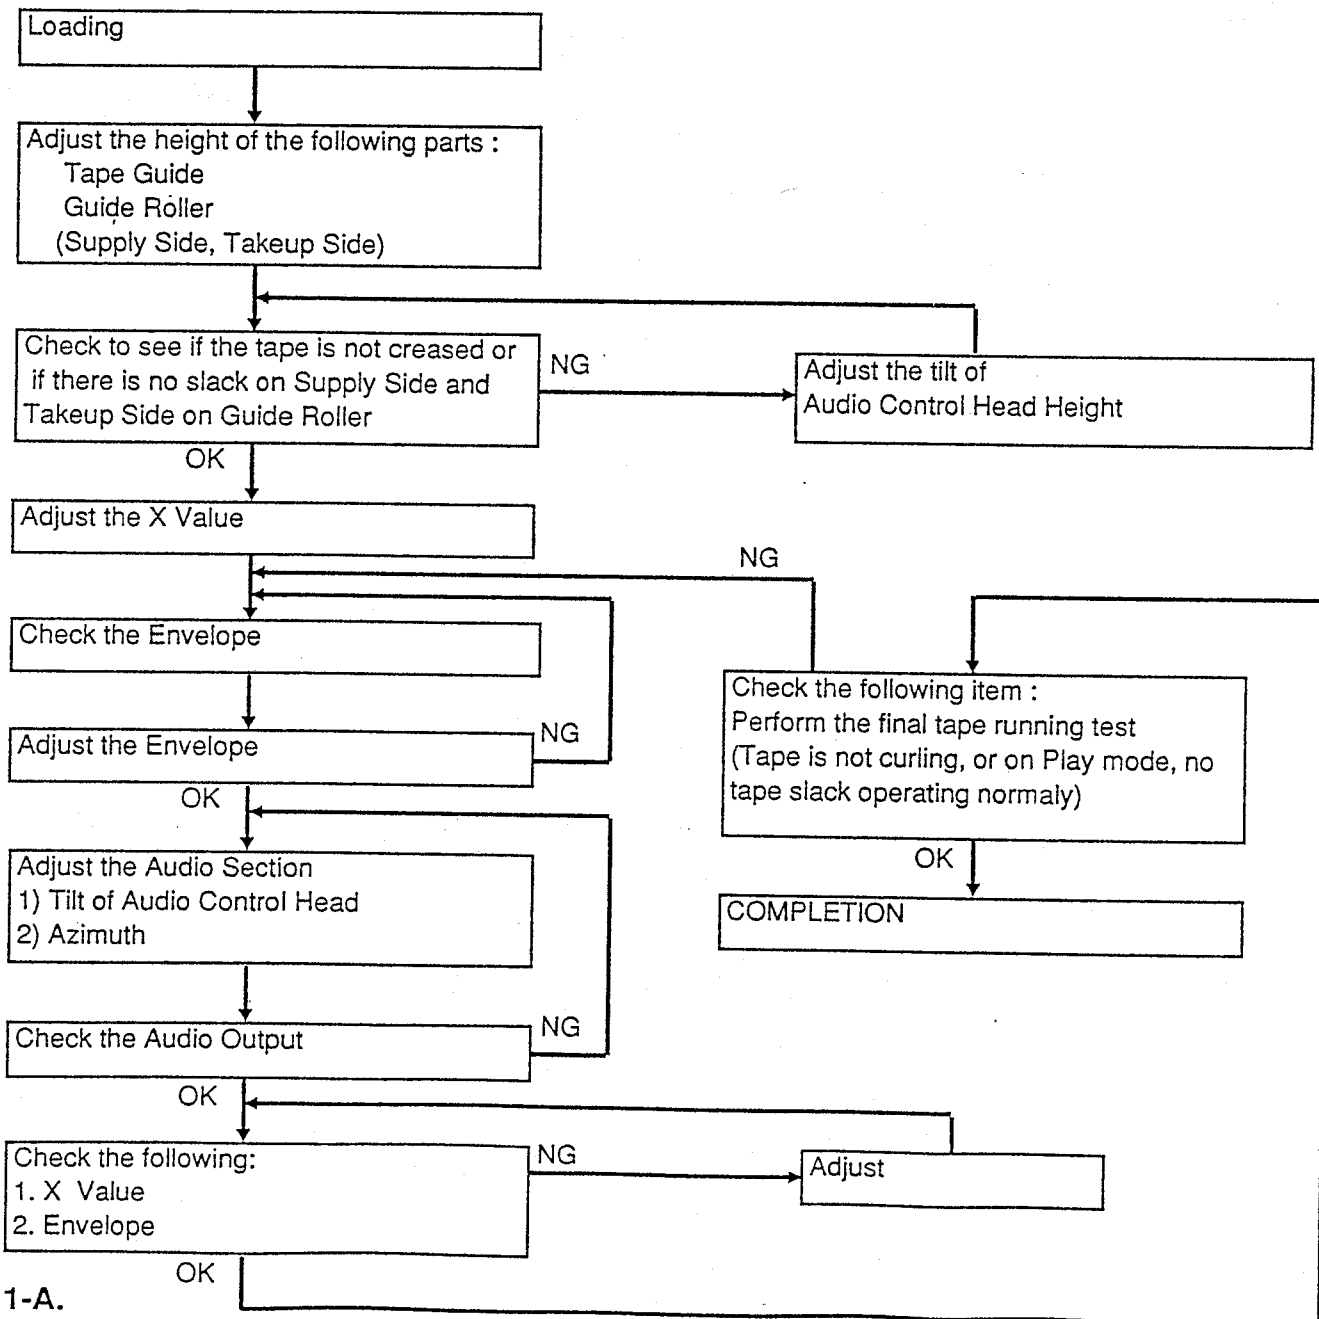 Loading
Adjust the height of the following parts :
Tape Guide
Guide Roller
(Supply Side, Takeup Side)
Check to see if the tape is not creased or
if there is no slack on Supply Side and
Takeup Side on Guide Roller
NG
Adjust the tilt of
Audio Control Head Height
OK
Adjust the X Value
NG
Check the Envelope
Adjust the Envelope
NG
OK
Adjust the Audio Section
1) Tilt of Audio Control Head
2) Azimuth
Check the Audio Output
NG
OK
Check the following:
1. X Value
2. Envelope
NG
Adjust
OK
Check the following item :
Perform the final tape running test
(Tape is not curling, or on Play mode, no
tape slack operating normaly)
OK
COMPLETION
1-A.